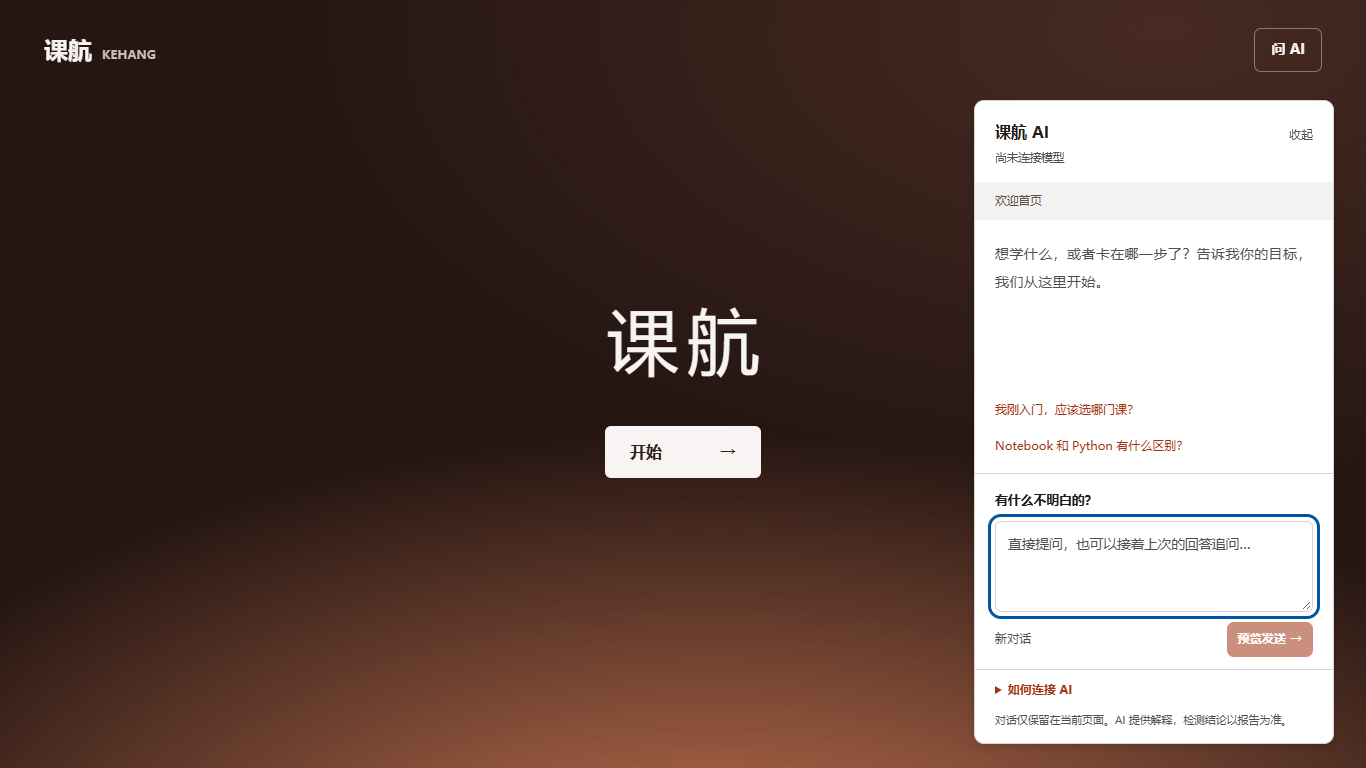 课航 KEHANG
问 AI
课航 AI
收起
尚未连接模型
欢迎首页
想学什么，或者卡在哪一步了？告诉我你的目标，
我们从这里开始。
课航
开始 →
我刚入门，应该选哪门课？
Notebook 和 Python 有什么区别？
有什么不明白的？
直接提问，也可以接着上次的回答追问…
新对话
预览发送 →
如何连接 AI
对话仅保留在当前页面。AI 提供解释，检测结论以报告为准。